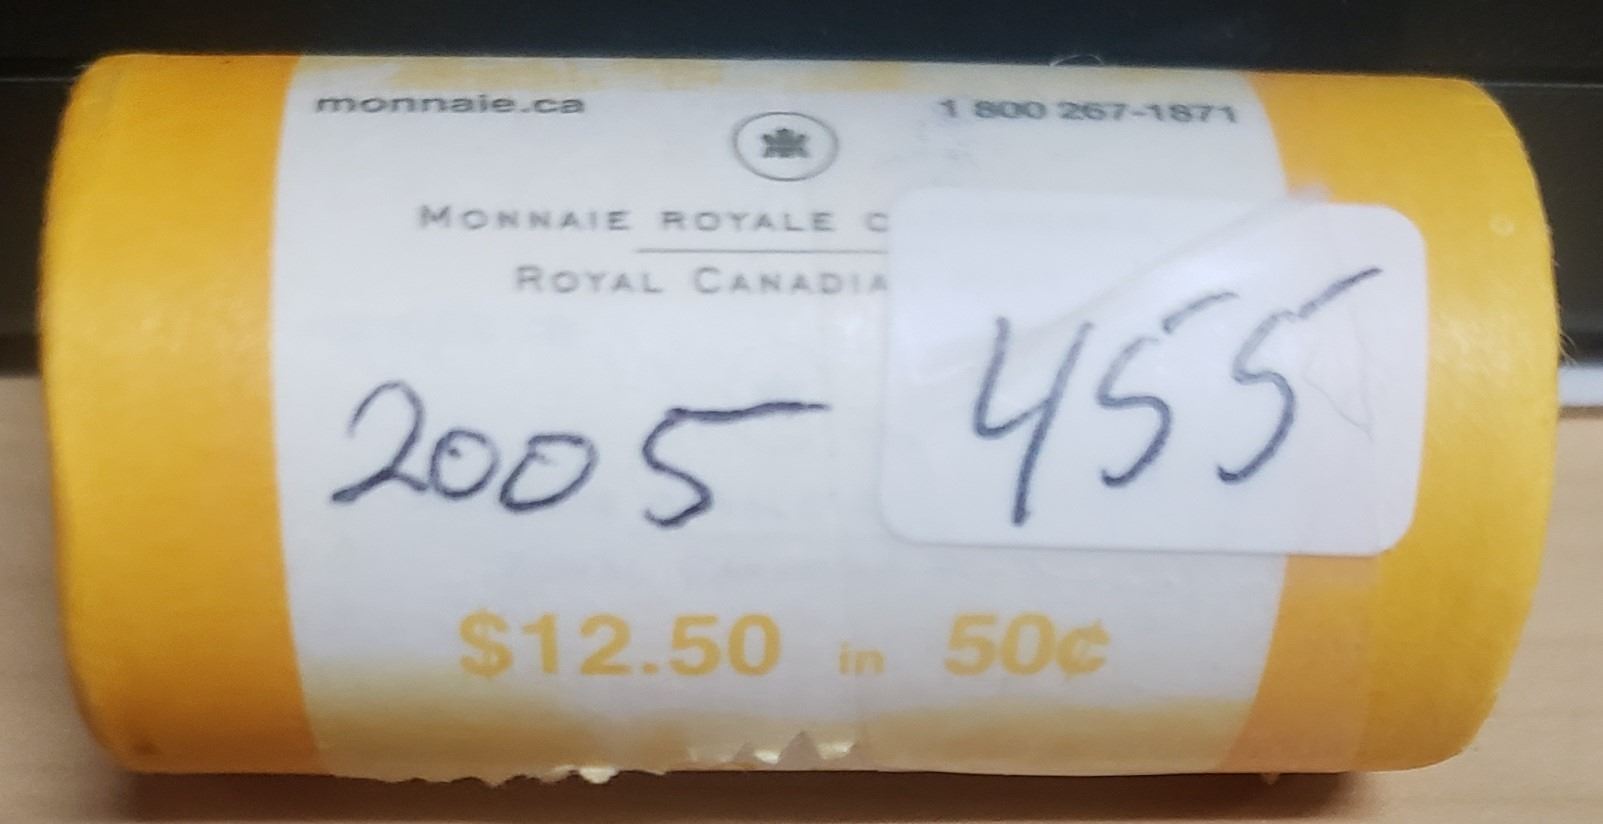 monnaie.ca 1 800 267-1871
MONNAIE ROYALE C
ROYAL CANADIA
2005 455
$12.50 in 50¢